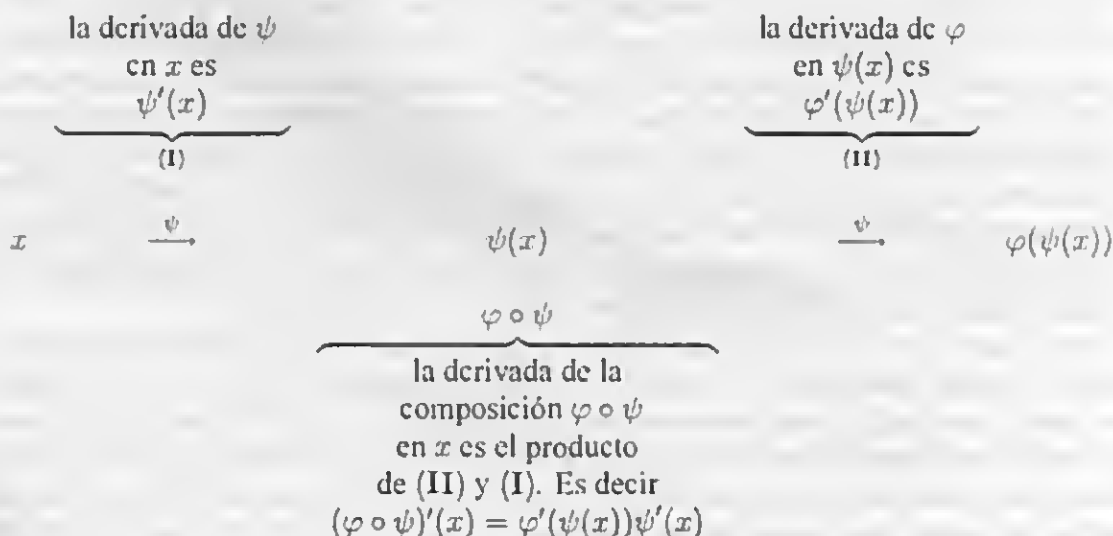 la derivada de ψ
en x es
ψ′(x)
(I)
la derivada de φ
en ψ(x) es
φ′(ψ(x))
(II)
x —ψ→ ψ(x) —ψ→ φ(ψ(x))
φ ∘ ψ
la derivada de la
composición φ ∘ ψ
en x es el producto
de (II) y (I). Es decir
(φ ∘ ψ)′(x) = φ′(ψ(x))ψ′(x)